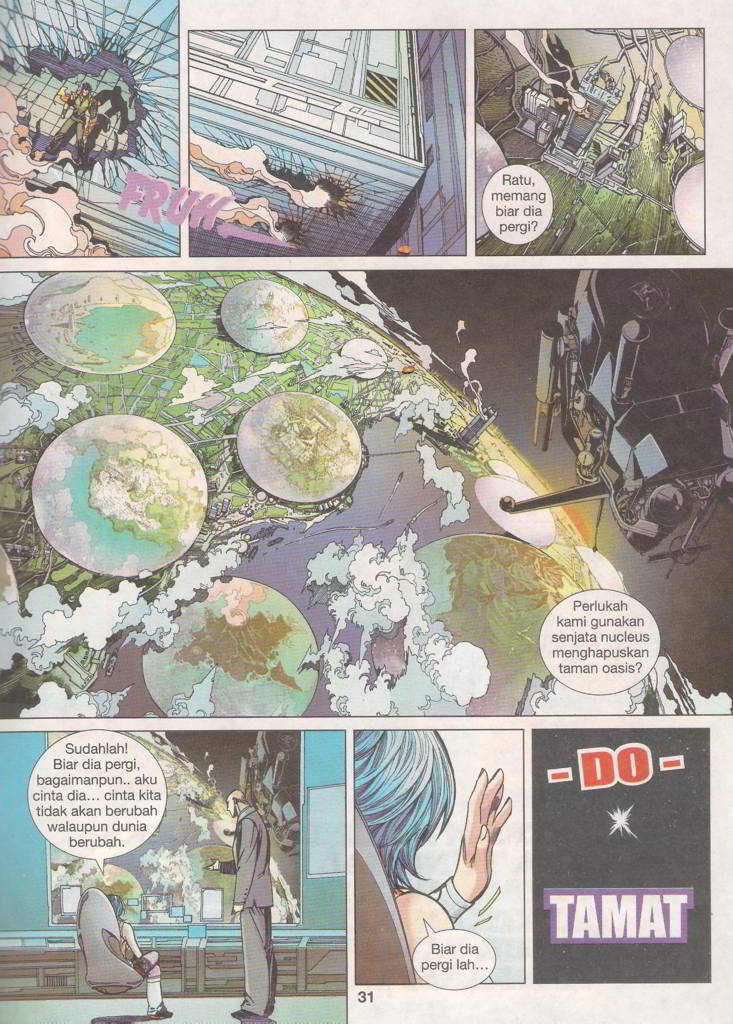 FRUH
Ratu,
memang
biar dia
pergi?
Perlukah
kami gunakan
senjata nucleus
menghapuskan
taman oasis?
Sudahlah!
Biar dia pergi,
bagaimanpun.. aku
cinta dia... cinta kita
tidak akan berubah
walaupun dunia
berubah.
Biar dia
pergi lah...
- DO -
TAMAT
31